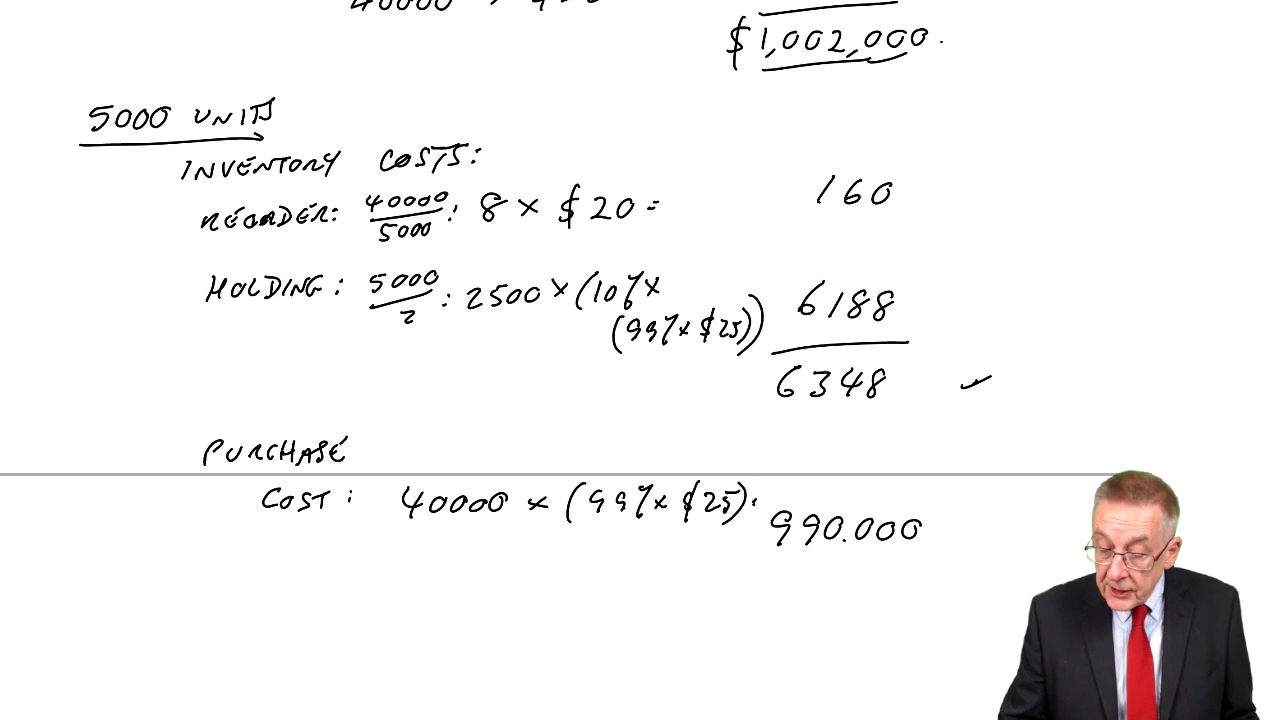 40000
$1,002,000.
5000 UNITS
INVENTORY COSTS:
REORDER: 40000/5000 : 8 × $20 = 160
HOLDING: 5000/2 : 2500 × (10% ×
(99% × $25)) 6188
6348 ✓
PURCHASE
COST: 40000 × (99% × $25). 990.000